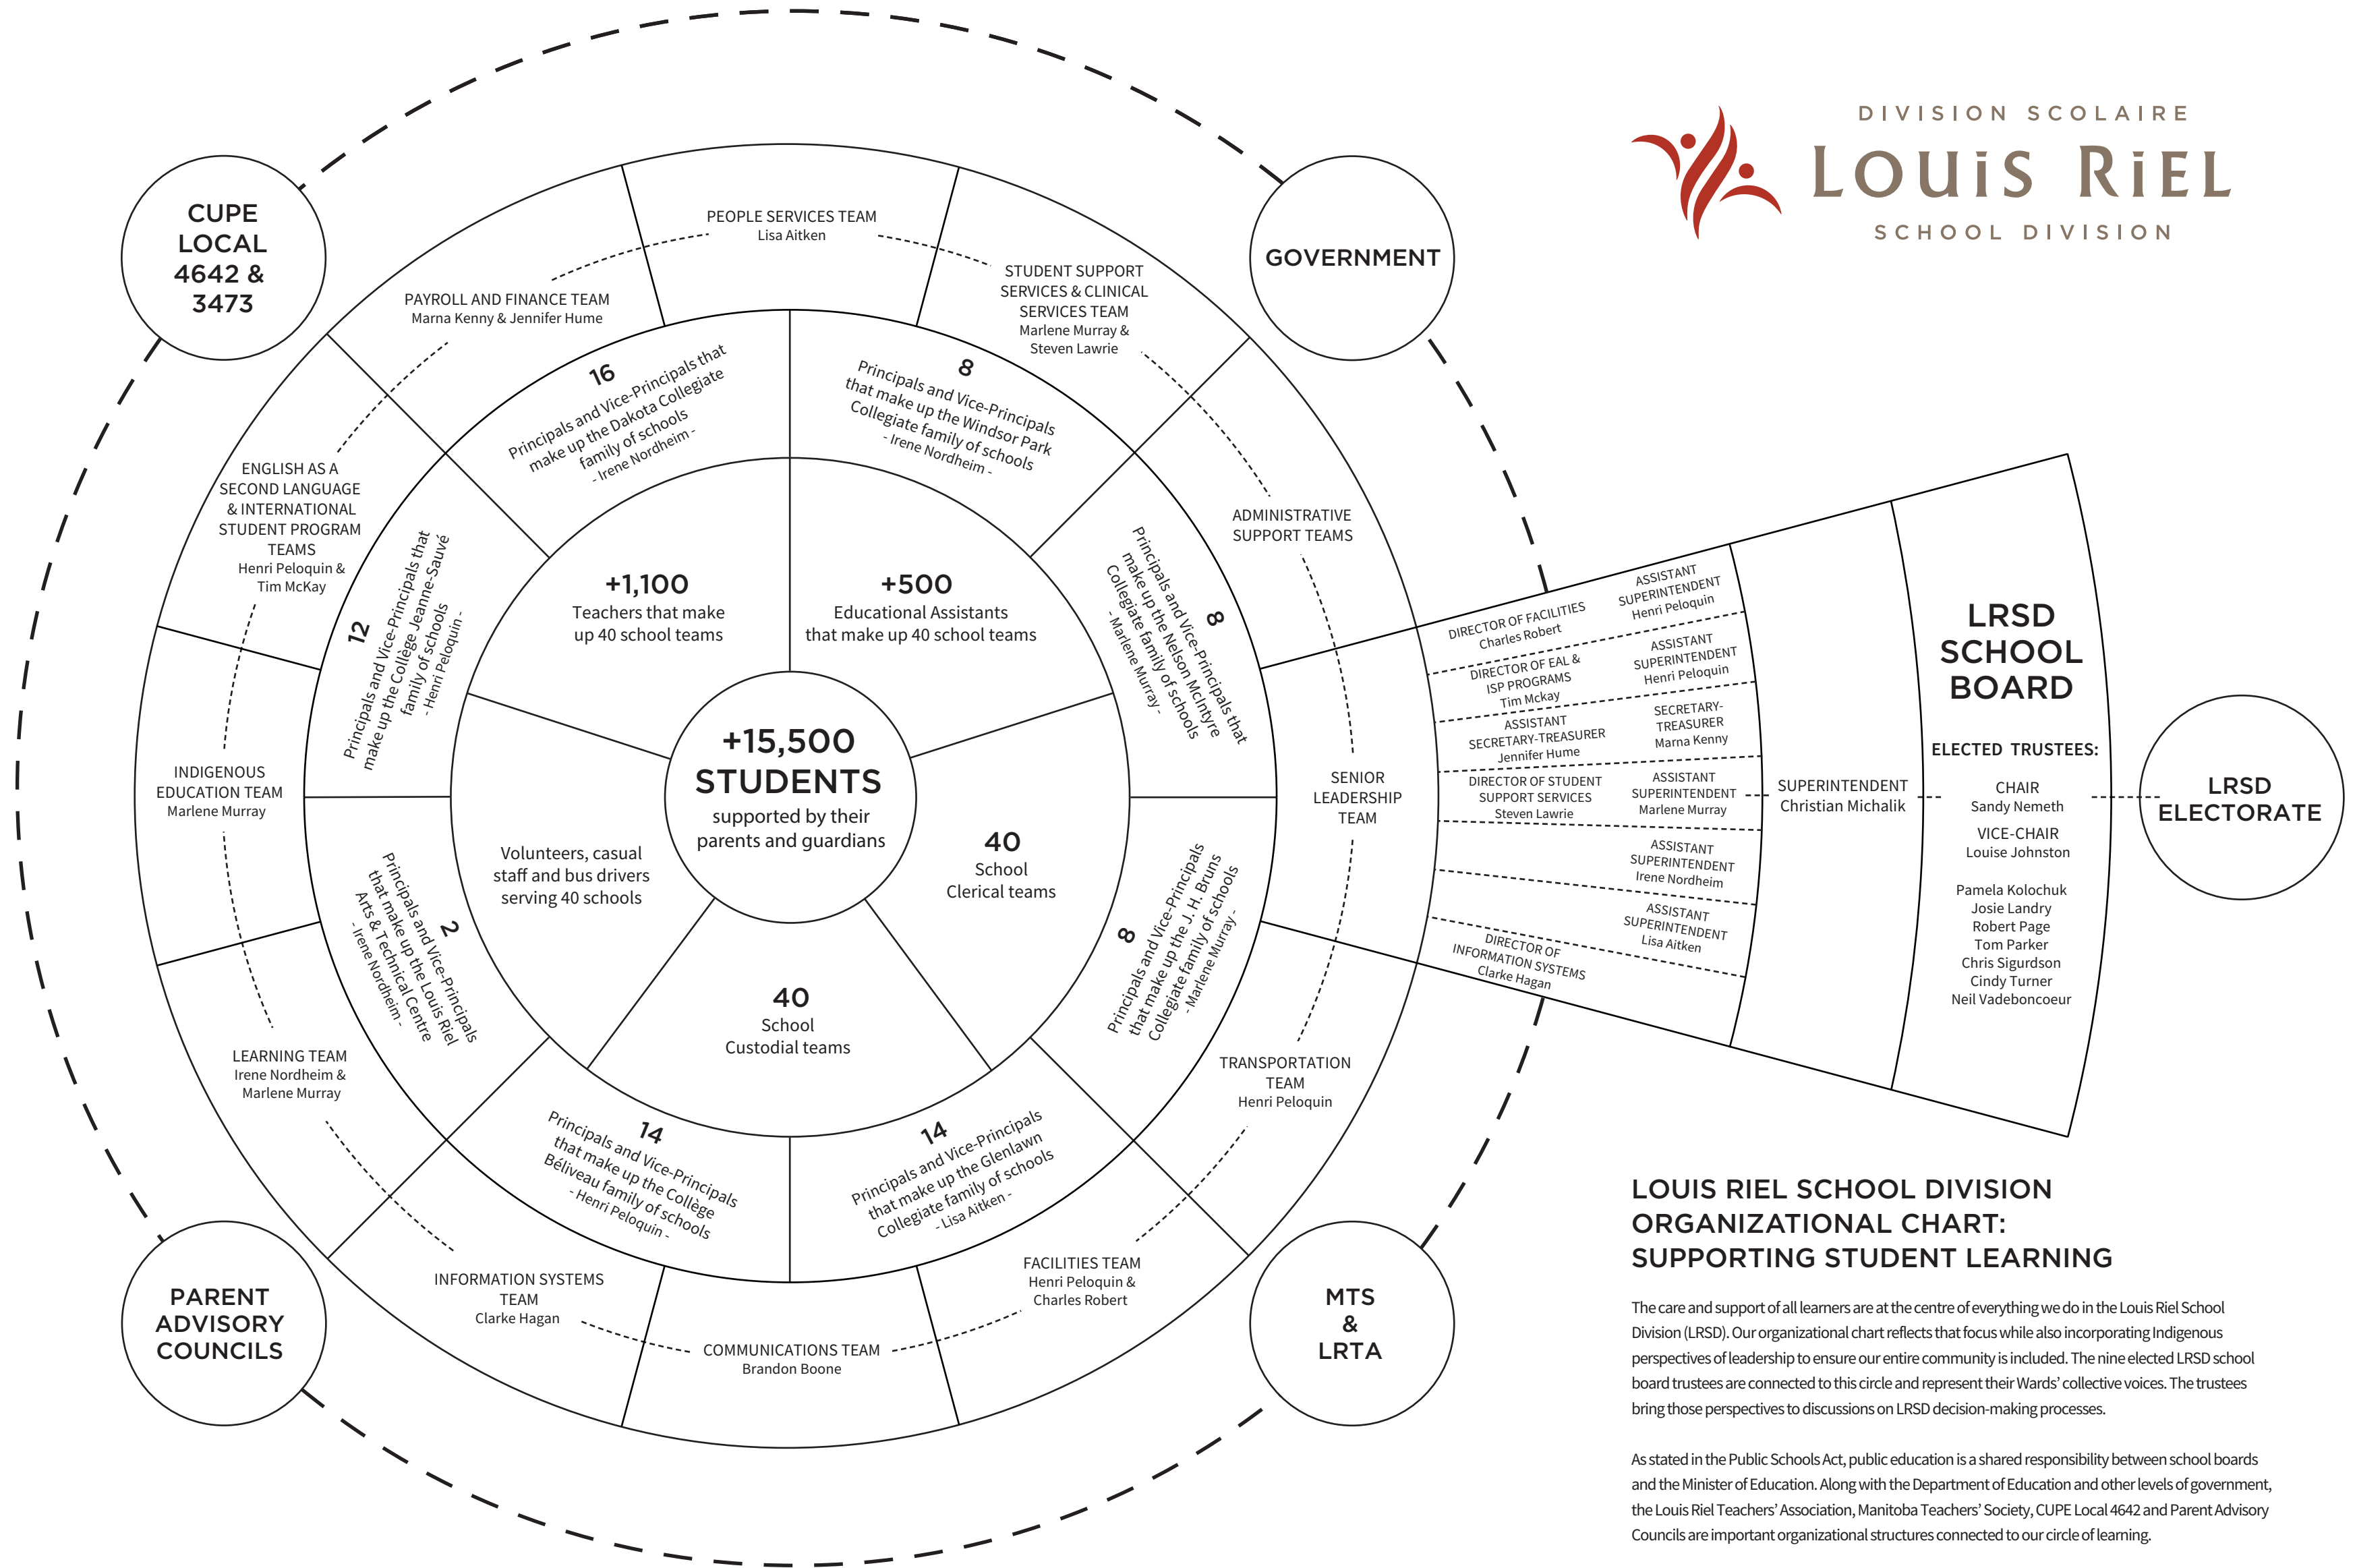 DIVISION SCOLAIRE
LOUiS RiEL
SCHOOL DIVISION
CUPE
LOCAL
4642 &
3473
GOVERNMENT
PEOPLE SERVICES TEAM
Lisa Aitken
STUDENT SUPPORT
SERVICES & CLINICAL
SERVICES TEAM
Marlene Murray &
Steven Lawrie
PAYROLL AND FINANCE TEAM
Marna Kenny & Jennifer Hume
ENGLISH AS A
SECOND LANGUAGE
& INTERNATIONAL
STUDENT PROGRAM
TEAMS
Henri Peloquin &
Tim McKay
ADMINISTRATIVE
SUPPORT TEAMS
INDIGENOUS
EDUCATION TEAM
Marlene Murray
SENIOR
LEADERSHIP
TEAM
LEARNING TEAM
Irene Nordheim &
Marlene Murray
TRANSPORTATION
TEAM
Henri Peloquin
INFORMATION SYSTEMS
TEAM
Clarke Hagan
COMMUNICATIONS TEAM
Brandon Boone
FACILITIES TEAM
Henri Peloquin &
Charles Robert
16
Principals and Vice-Principals that
make up the Dakota Collegiate
family of schools
- Irene Nordheim -
8
Principals and Vice-Principals
that make up the Windsor Park
Collegiate family of schools
- Irene Nordheim -
12
Principals and Vice-Principals that
make up the Collège Jeanne-Sauvé
family of schools
- Henri Peloquin -
8
Principals and Vice-Principals that
make up the Nelson McIntyre
Collegiate family of schools
- Marlene Murray -
2
Principals and Vice-Principals
that make up the Louis Riel
Arts & Technical Centre
- Irene Nordheim -
8
Principals and Vice-Principals
that make up the J. H. Bruns
Collegiate family of schools
- Marlene Murray -
14
Principals and Vice-Principals
that make up the Collège
Béliveau family of schools
- Henri Peloquin -
14
Principals and Vice-Principals
that make up the Glenlawn
Collegiate family of schools
- Lisa Aitken -
+1,100
Teachers that make
up 40 school teams
+500
Educational Assistants
that make up 40 school teams
+15,500
STUDENTS
supported by their
parents and guardians
Volunteers, casual
staff and bus drivers
serving 40 schools
40
School
Clerical teams
40
School
Custodial teams
DIRECTOR OF FACILITIES
Charles Robert
ASSISTANT
SUPERINTENDENT
Henri Peloquin
DIRECTOR OF EAL &
ISP PROGRAMS
Tim Mckay
ASSISTANT
SUPERINTENDENT
Henri Peloquin
ASSISTANT
SECRETARY-TREASURER
Jennifer Hume
SECRETARY-
TREASURER
Marna Kenny
DIRECTOR OF STUDENT
SUPPORT SERVICES
Steven Lawrie
ASSISTANT
SUPERINTENDENT
Marlene Murray
ASSISTANT
SUPERINTENDENT
Irene Nordheim
ASSISTANT
SUPERINTENDENT
Lisa Aitken
DIRECTOR OF
INFORMATION SYSTEMS
Clarke Hagan
SUPERINTENDENT
Christian Michalik
LRSD
SCHOOL
BOARD
ELECTED TRUSTEES:
CHAIR
Sandy Nemeth
VICE-CHAIR
Louise Johnston
Pamela Kolochuk
Josie Landry
Robert Page
Tom Parker
Chris Sigurdson
Cindy Turner
Neil Vadeboncoeur
LRSD
ELECTORATE
PARENT
ADVISORY
COUNCILS
MTS
&
LRTA
LOUIS RIEL SCHOOL DIVISION
ORGANIZATIONAL CHART:
SUPPORTING STUDENT LEARNING
The care and support of all learners are at the centre of everything we do in the Louis Riel School
Division (LRSD). Our organizational chart reflects that focus while also incorporating Indigenous
perspectives of leadership to ensure our entire community is included. The nine elected LRSD school
board trustees are connected to this circle and represent their Wards' collective voices. The trustees
bring those perspectives to discussions on LRSD decision-making processes.
As stated in the Public Schools Act, public education is a shared responsibility between school boards
and the Minister of Education. Along with the Department of Education and other levels of government,
the Louis Riel Teachers' Association, Manitoba Teachers' Society, CUPE Local 4642 and Parent Advisory
Councils are important organizational structures connected to our circle of learning.